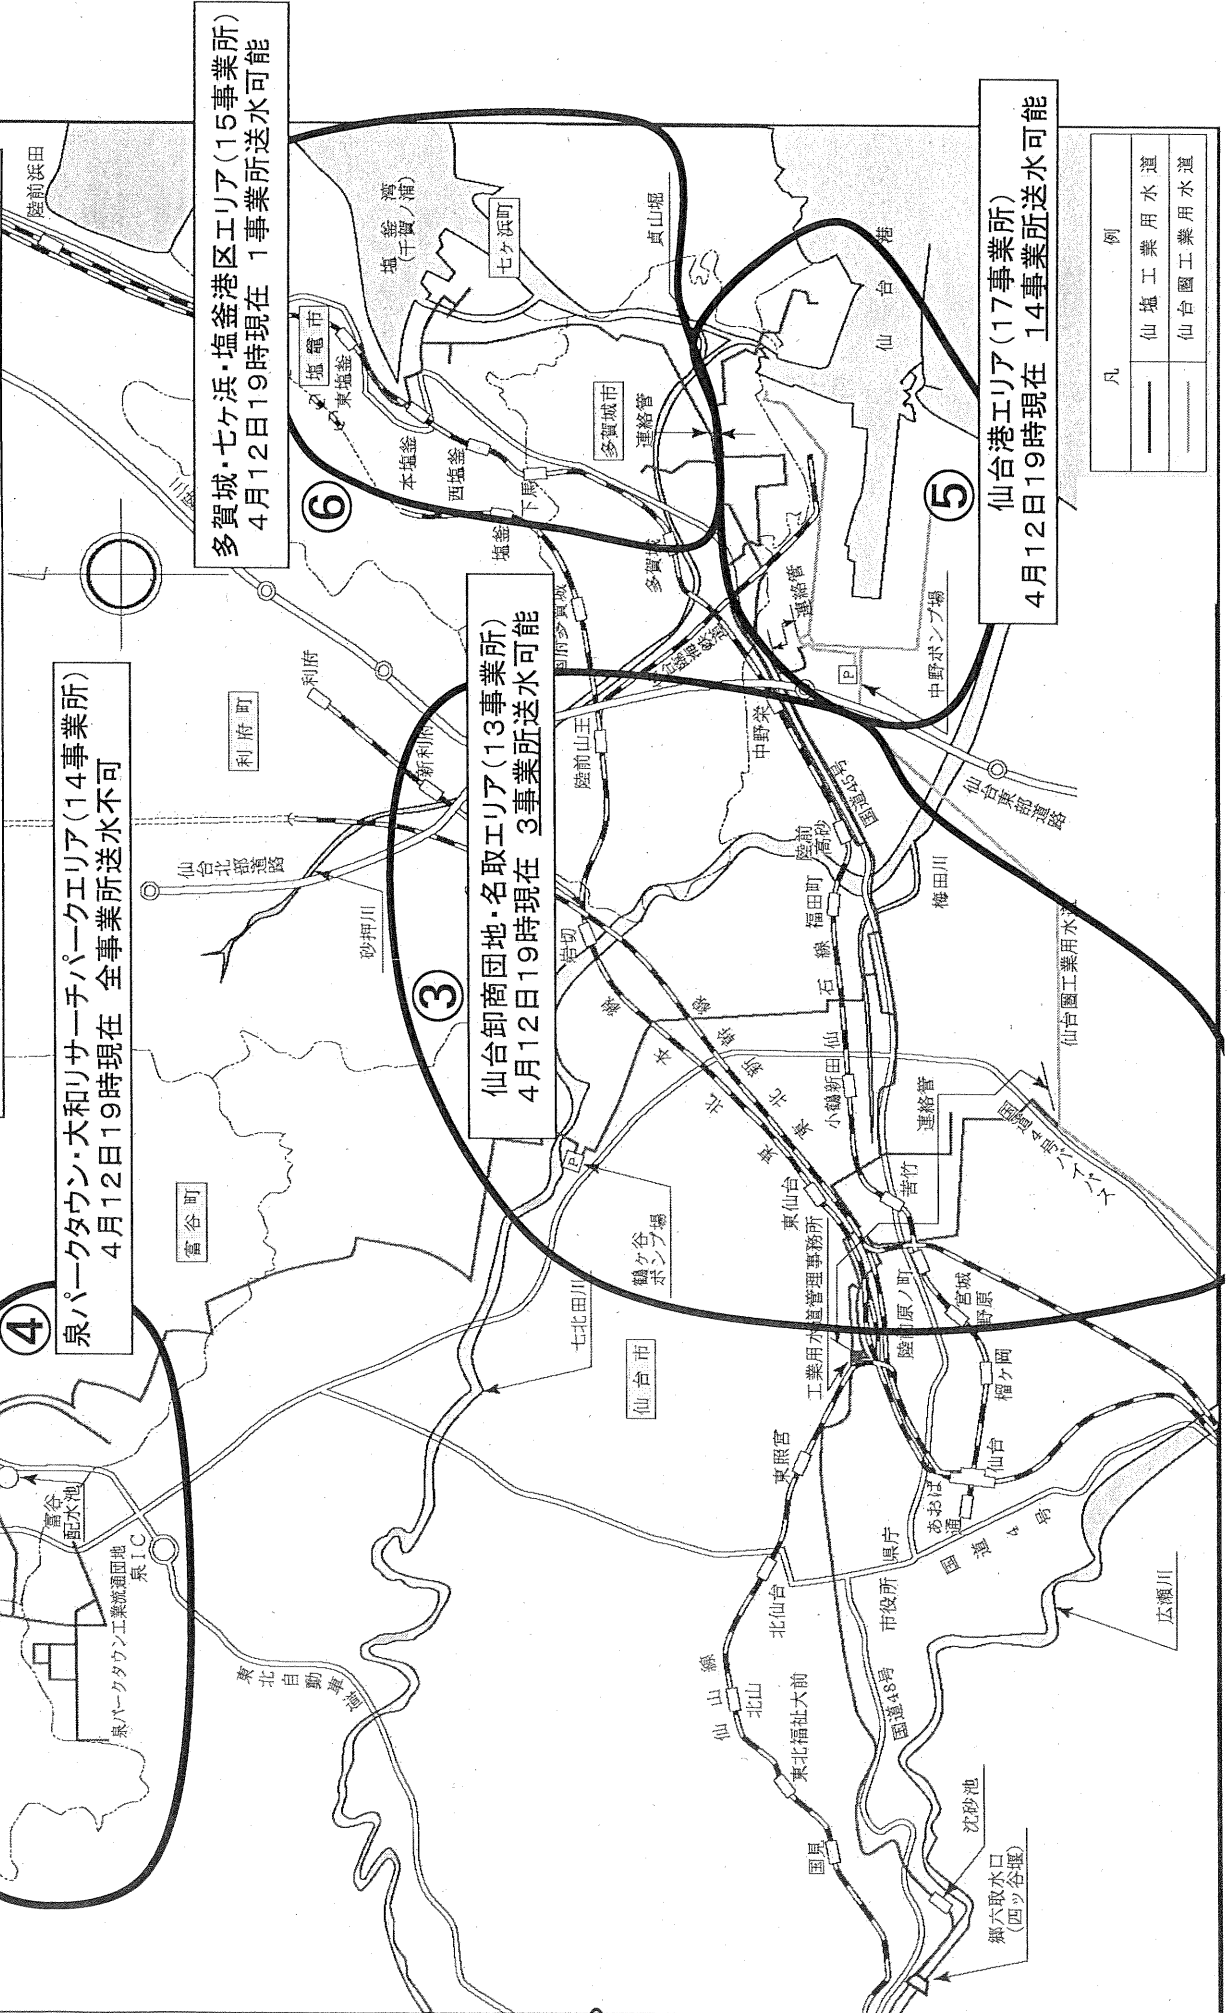 ④
泉パークタウン・大和リサーチパークエリア(14事業所)
4月12日19時現在 全事業所送水不可
⑥
多賀城・七ヶ浜・塩釜港区エリア(15事業所)
4月12日19時現在 1事業所送水可能
③
仙台卸商団地・名取エリア(13事業所)
4月12日19時現在 3事業所送水可能
⑤
仙台港エリア(17事業所)
4月12日19時現在 14事業所送水可能
凡例
仙塩工業用水道
仙台圏工業用水道
陸前浜田
塩釜湾
(千賀ノ浦)
七ヶ浜町
貞山堀
塩竈市
東塩釜
本塩釜
西塩釜
下馬
塩釜
多賀城市
連絡管
多賀城
仙台港
利府町
利府
新利府
国府多賀城
陸前山王
仙台北部道路
砂押川
岩切
中野栄
連絡管
P
中野ポンプ場
仙台東部道路
国道45号
陸前高砂
福田町
梅田川
仙石線
小鶴新田
仙台圏工業用水道
連絡管
国道4号バイパス
苦竹
東北本線
東北新幹線
東仙台
工業用水道管理事務所
陸前原ノ町
宮城野原
榴ヶ岡
仙台
あおば通
国道4号
富谷町
富谷配水池
泉IC
泉パークタウン工業流通団地
東北自動車道
P
鶴ヶ谷
ポンプ場
七北田川
仙台市
東照宮
北仙台
県庁
市役所
仙山線
北山
東北福祉大前
国見
国道48号
広瀬川
沈砂池
郷六取水口
(四ッ谷堰)